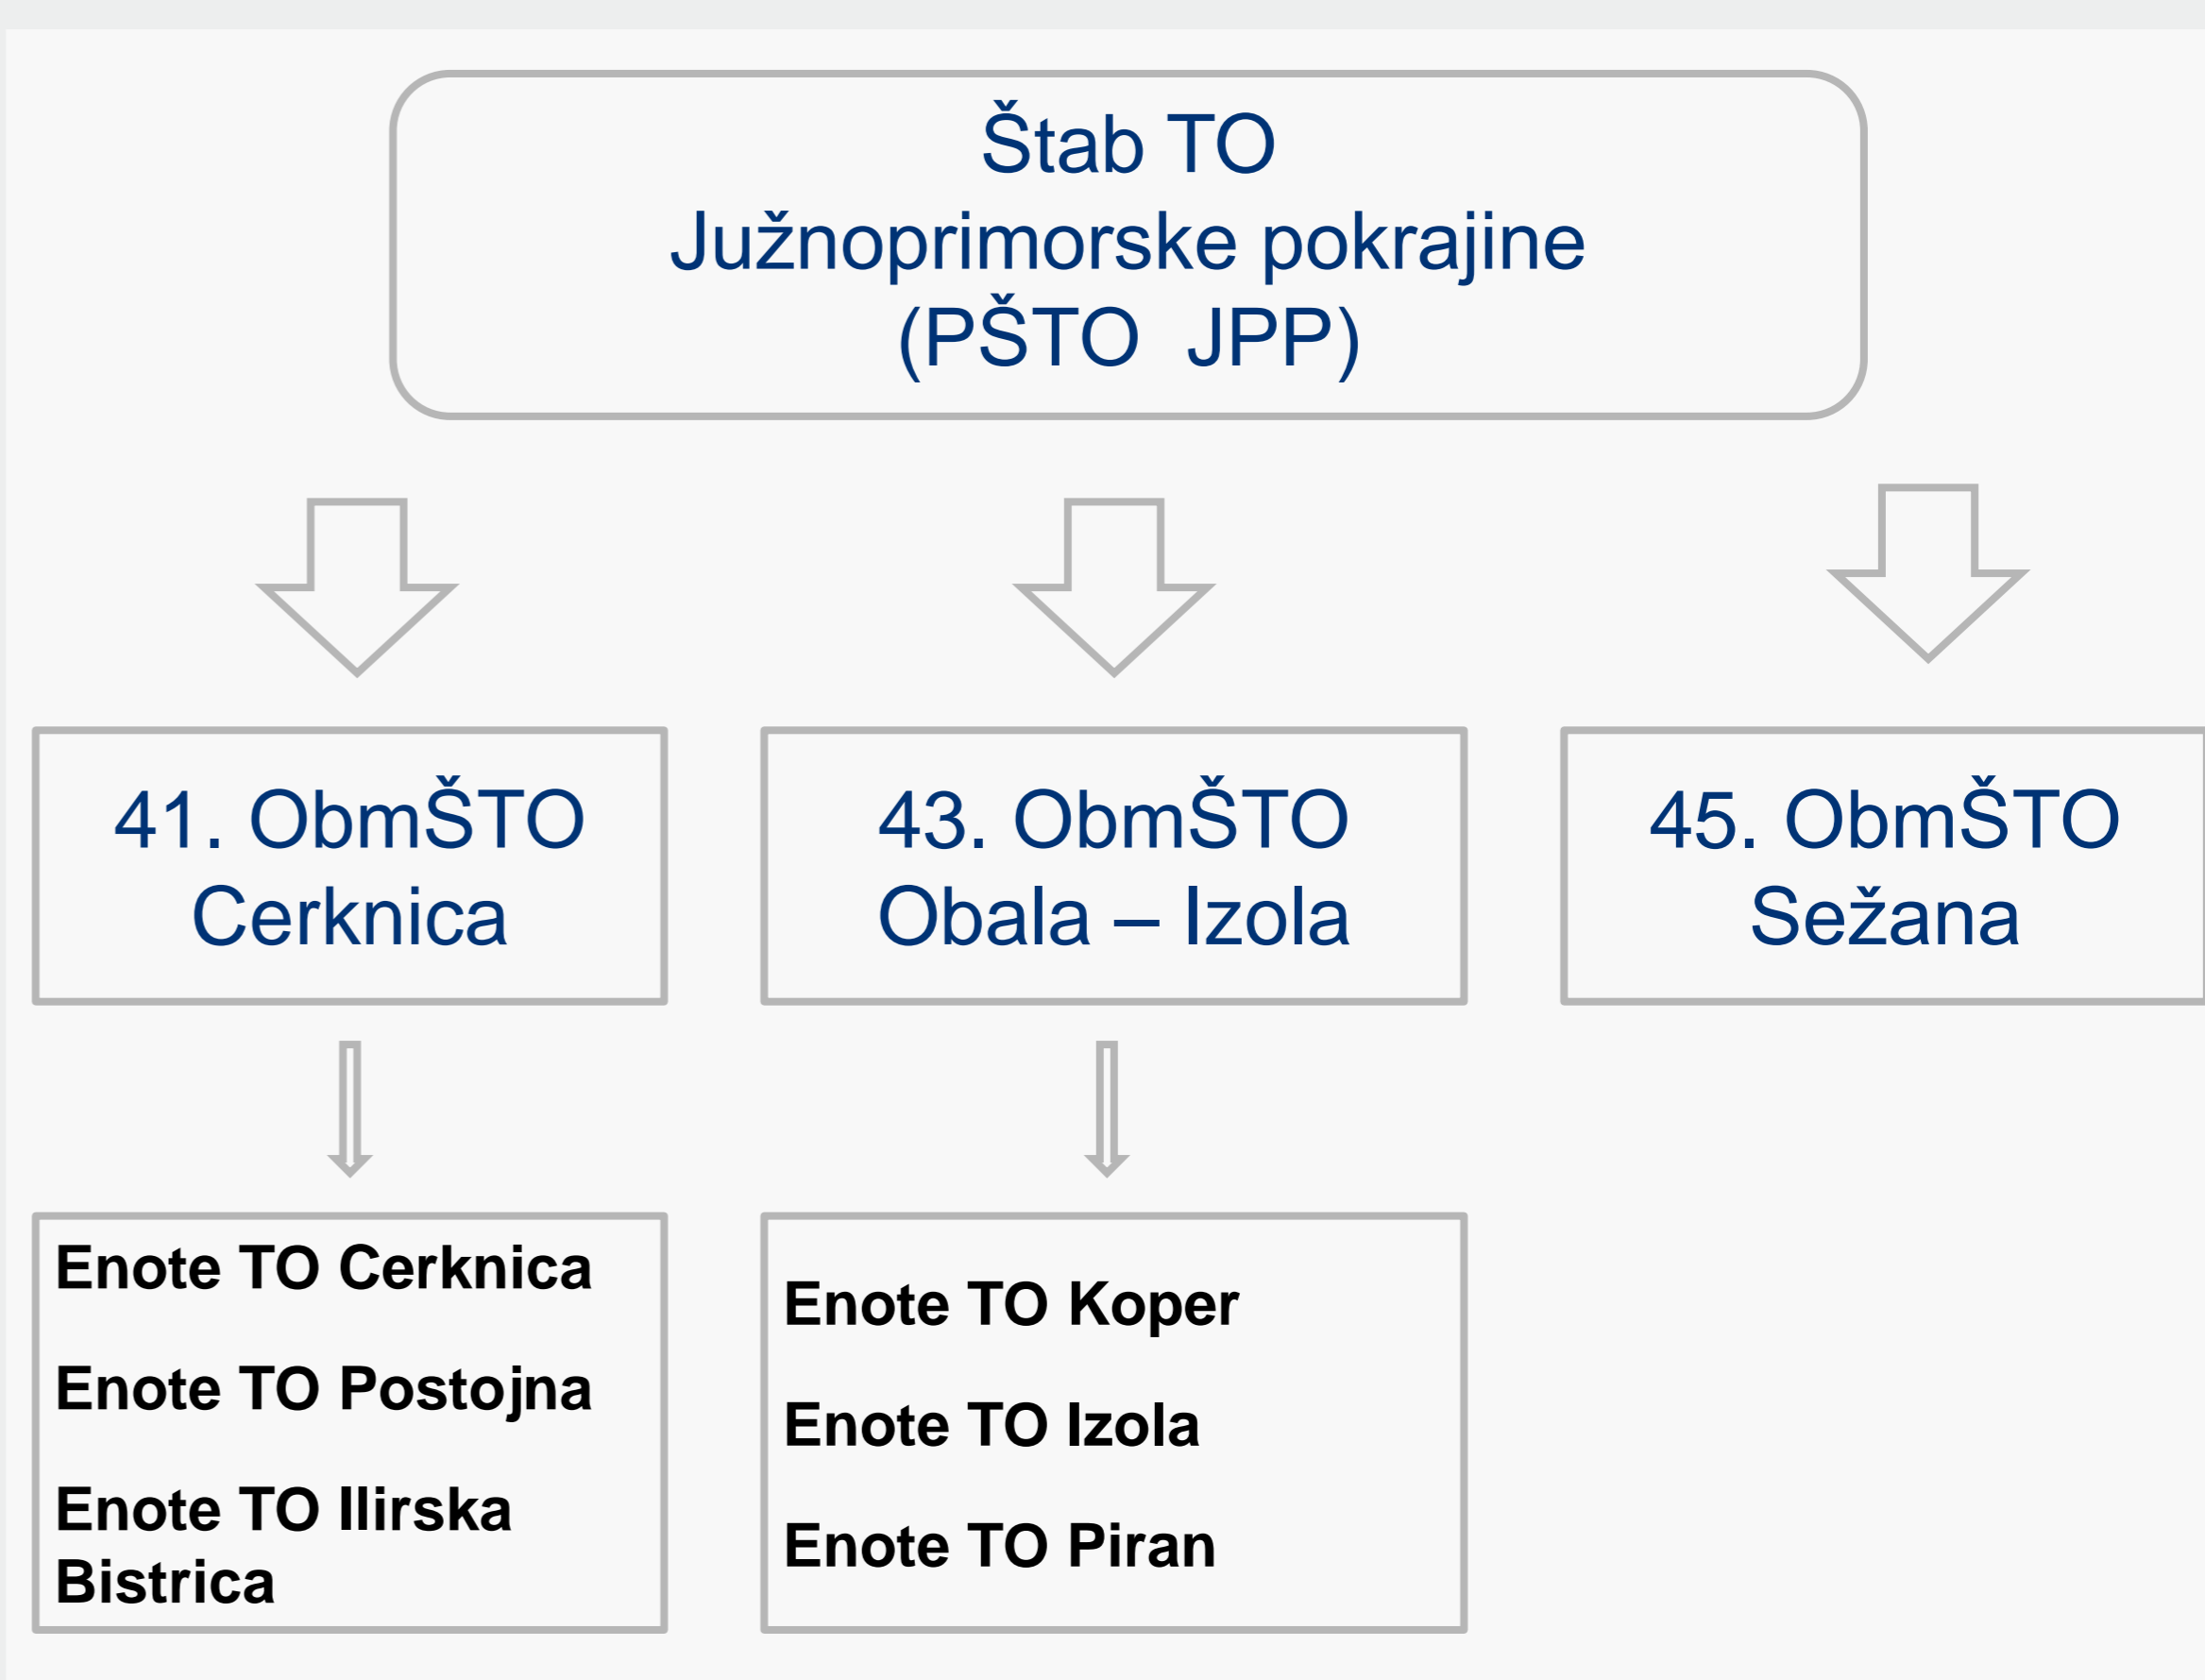 Štab TO
Južnoprimorske pokrajine
(PŠTO  JPP)
41. ObmŠTO
Cerknica
43. ObmŠTO
Obala – Izola
45. ObmŠTO
Sežana
Enote TO Cerknica
Enote TO Postojna
Enote TO Ilirska
Bistrica
Enote TO Koper
Enote TO Izola
Enote TO Piran